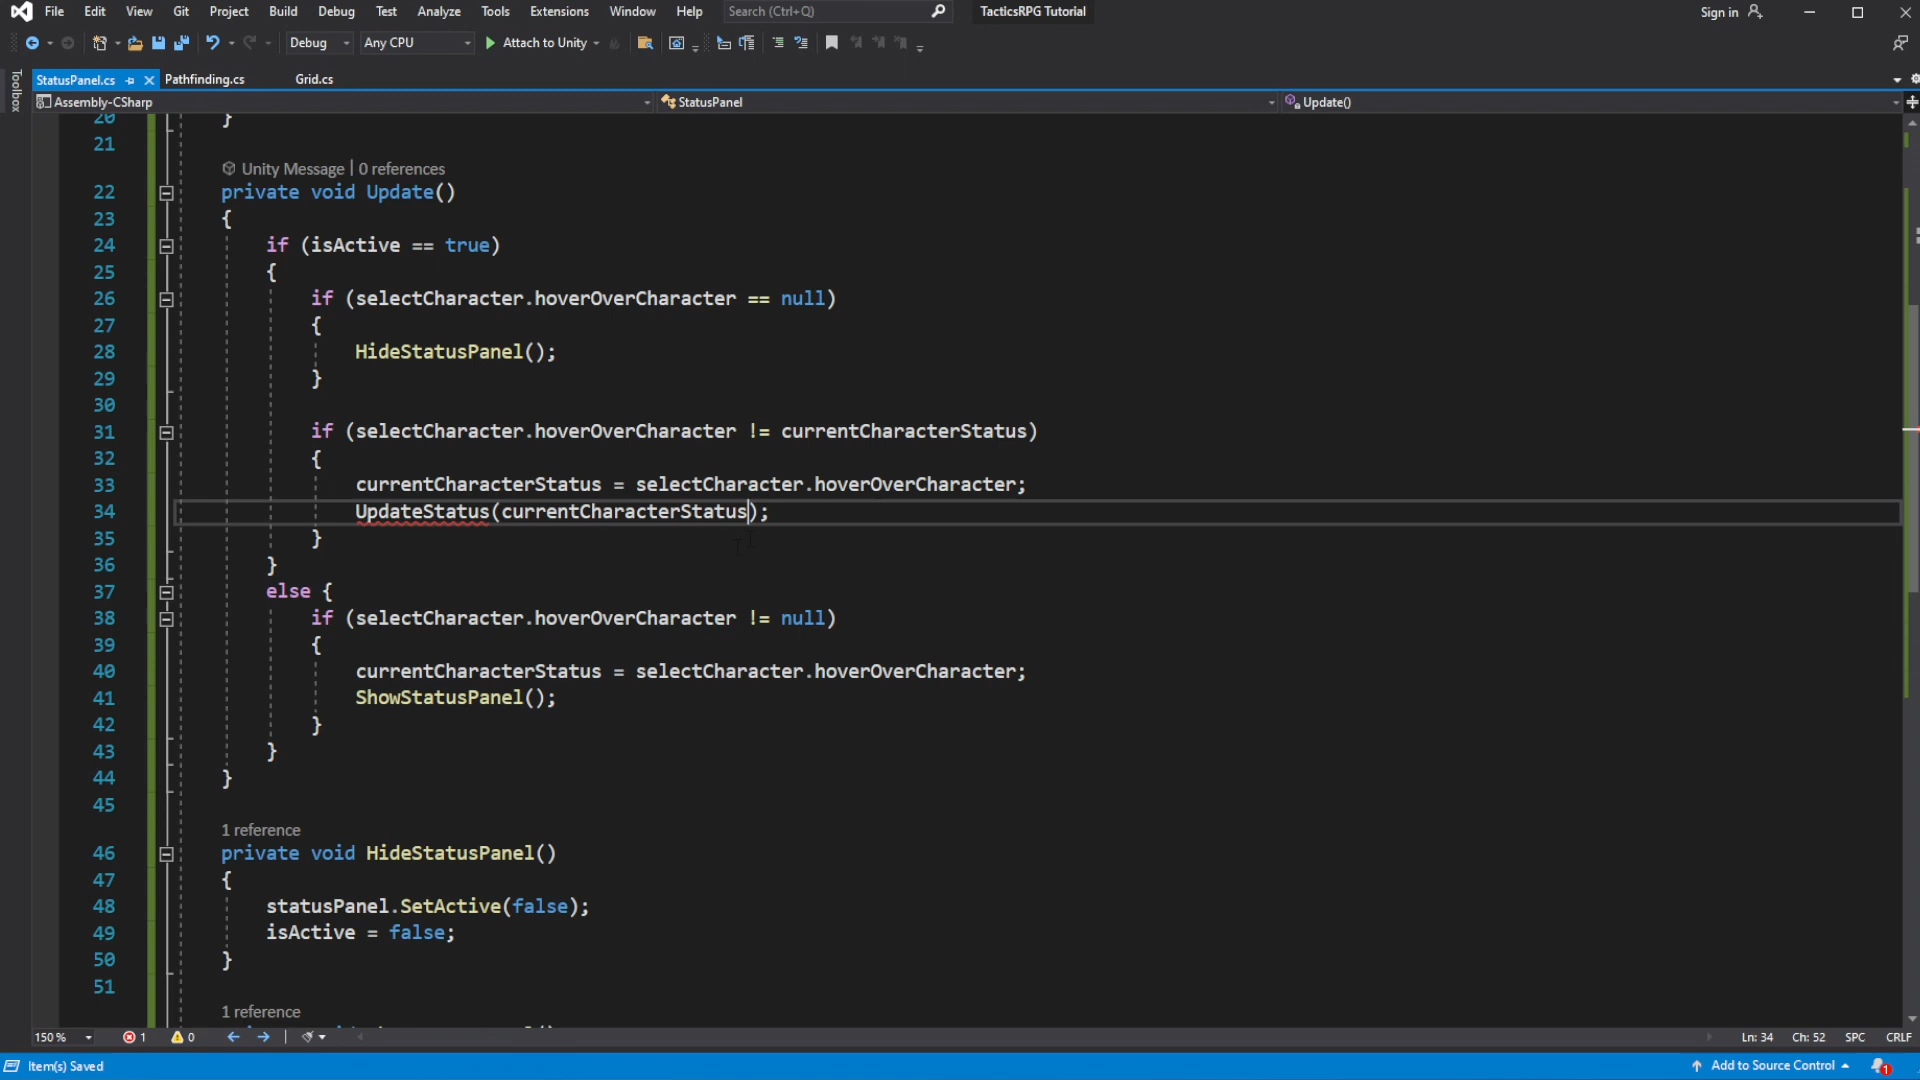 File Edit View Git Project Build Debug Test Analyze Tools Extensions Window Help Search (Ctrl+Q) TacticsRPG Tutorial Sign in
Debug Any CPU Attach to Unity
Toolbox
StatusPanel.cs Pathfinding.cs Grid.cs
Assembly-CSharp StatusPanel Update()
20 }
21
Unity Message | 0 references
22 private void Update()
23 {
24 if (isActive == true)
25 {
26 if (selectCharacter.hoverOverCharacter == null)
27 {
28 HideStatusPanel();
29 }
30
31 if (selectCharacter.hoverOverCharacter != currentCharacterStatus)
32 {
33 currentCharacterStatus = selectCharacter.hoverOverCharacter;
34 UpdateStatus(currentCharacterStatus);
35 }
36 }
37 else {
38 if (selectCharacter.hoverOverCharacter != null)
39 {
40 currentCharacterStatus = selectCharacter.hoverOverCharacter;
41 ShowStatusPanel();
42 }
43 }
44 }
45
1 reference
46 private void HideStatusPanel()
47 {
48 statusPanel.SetActive(false);
49 isActive = false;
50 }
51
1 reference
150 % 1 0 Ln: 34 Ch: 52 SPC CRLF
Item(s) Saved Add to Source Control 1